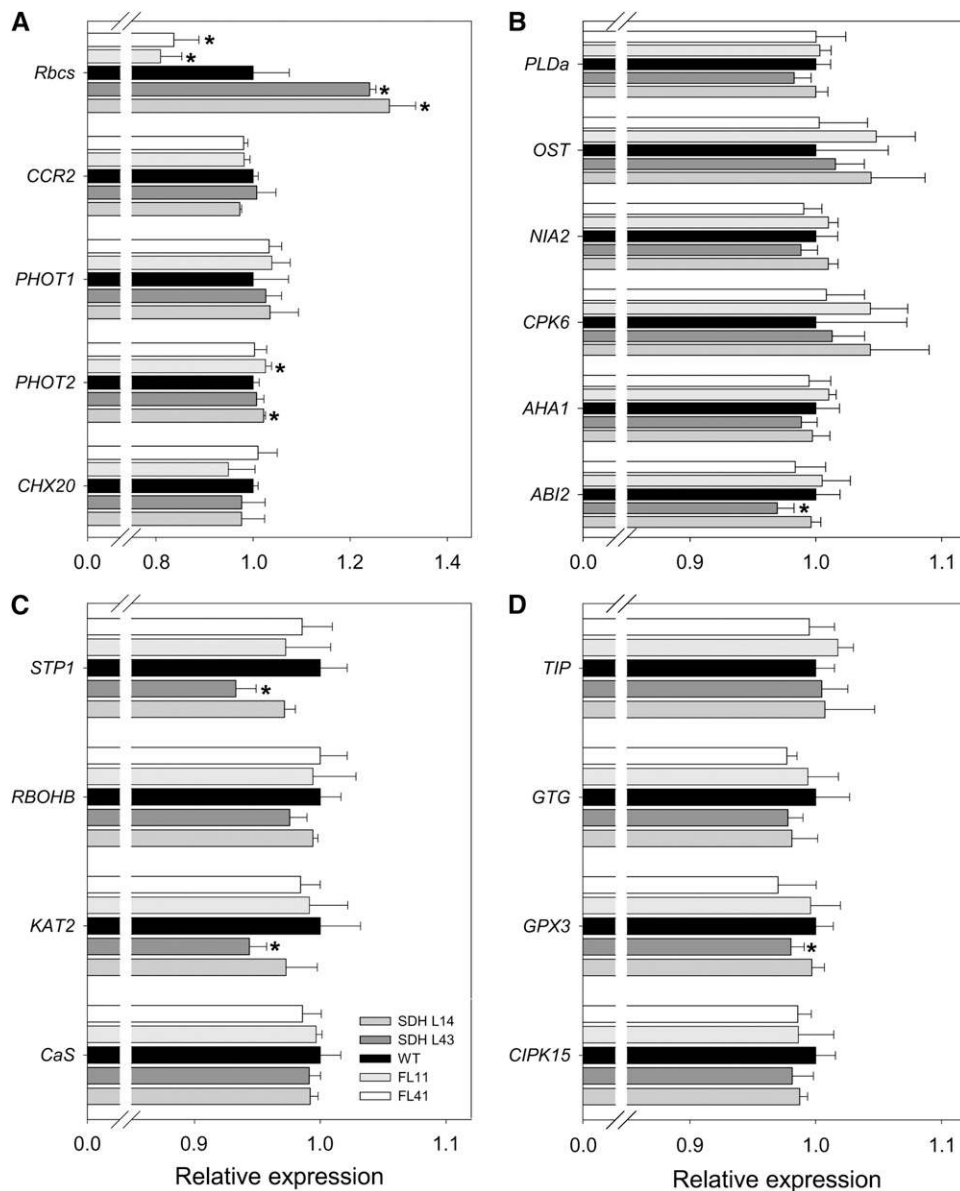 A
Rbcs
*
*
*
*
CCR2
PHOT1
PHOT2
*
*
CHX20
0.0 0.8 1.0 1.2 1.4
B
PLDa
OST
NIA2
CPK6
AHA1
ABI2
*
0.0 0.9 1.0 1.1
C
STP1
*
RBOHB
KAT2
*
CaS
SDH L14
SDH L43
WT
FL11
FL41
0.0 0.9 1.0 1.1
Relative expression
D
TIP
GTG
GPX3
*
CIPK15
0.0 0.9 1.0 1.1
Relative expression